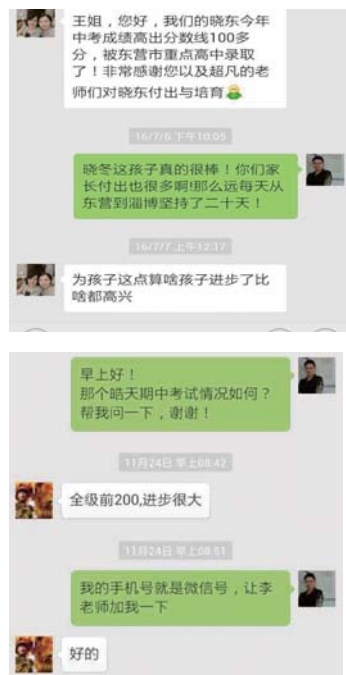 王姐，您好，我们的晓东今年
中考成绩高出分数线100多
分，被东营市重点高中录取
了！非常感谢您以及超凡的老
师们对晓东付出与培育
16/7/6 下午10:05
晓冬这孩子真的很棒！你们家
长付出也很多啊!那么远每天从
东营到淄博坚持了二十天！
16/7/7 上午12:17
为孩子这点算啥孩子进步了比
啥都高兴
早上好！
那个皓天期中考试情况如何？
帮我问一下，谢谢！
11月24日 早上08:42
全级前200,进步很大
11月24日 早上08:51
我的手机号就是微信号，让李
老师加我一下
好的